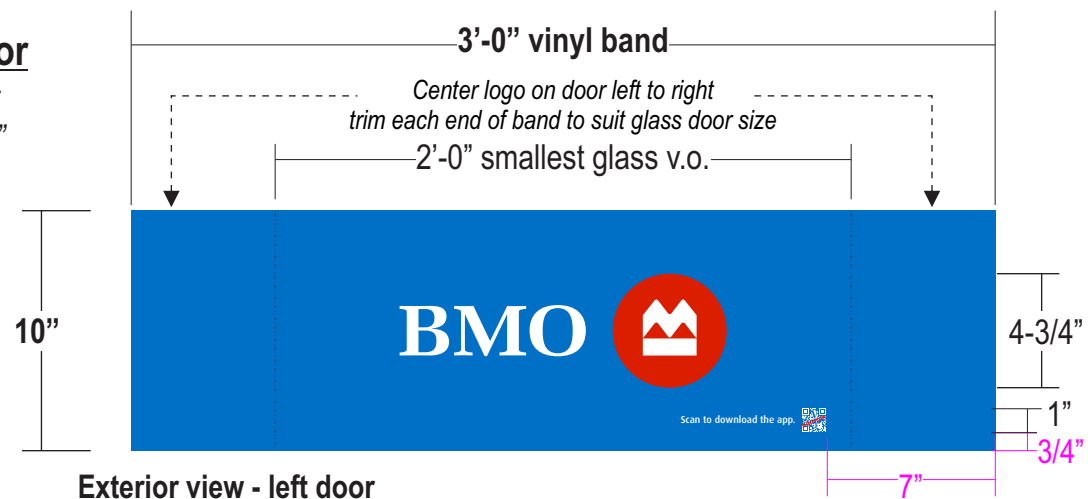 or
”
3’-0” vinyl band
Center logo on door left to right
trim each end of band to suit glass door size
2’-0” smallest glass v.o.
10”
BMO
4-3/4”
Scan to download the app.
1”
3/4”
7”
Exterior view - left door